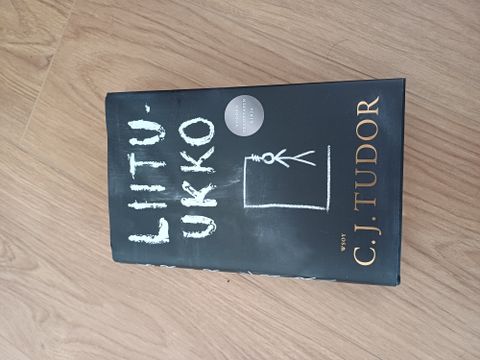 LIITU-
UKKO
WSOY
C. J. TUDOR